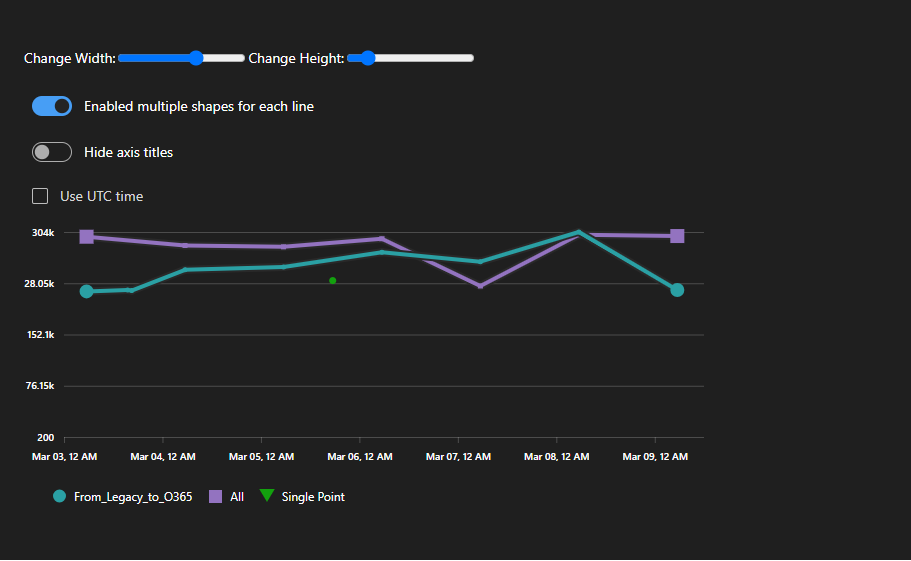 Change Width: Change Height:
Enabled multiple shapes for each line
Hide axis titles
Use UTC time
304k
28.05k
152.1k
76.15k
200
Mar 03, 12 AM Mar 04, 12 AM Mar 05, 12 AM Mar 06, 12 AM Mar 07, 12 AM Mar 08, 12 AM Mar 09, 12 AM
From_Legacy_to_O365 All Single Point